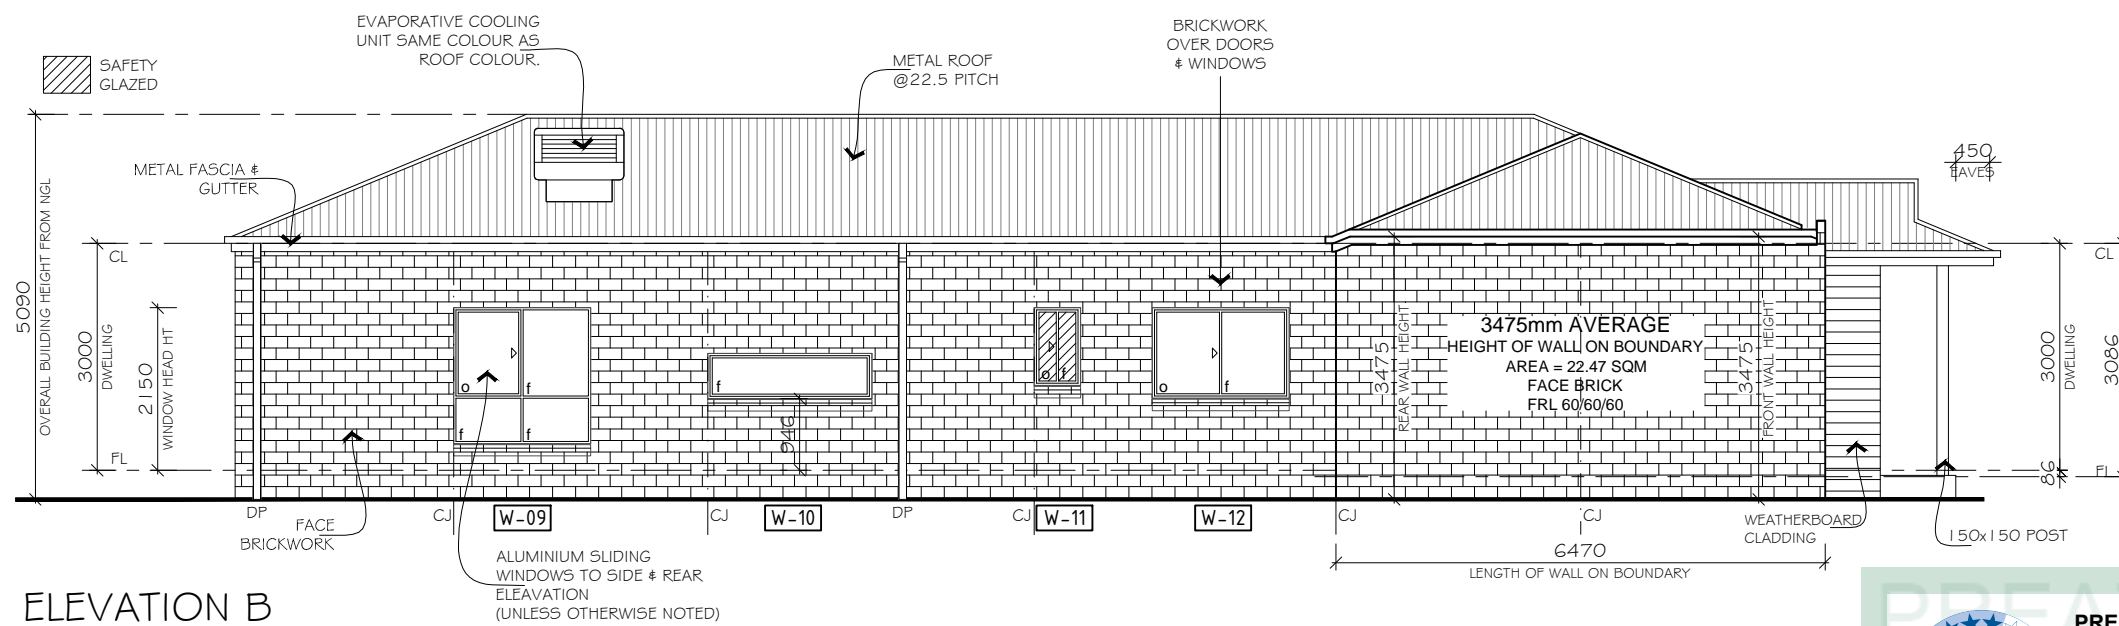 EVAPORATIVE COOLING
UNIT SAME COLOUR AS
ROOF COLOUR.
SAFETY
GLAZED
METAL ROOF
@22.5 PITCH
BRICKWORK
OVER DOORS
& WINDOWS
METAL FASCIA &
GUTTER
450
EAVES
5090
OVERALL BUILDING HEIGHT FROM NGL
CL
3000
DWELLING
2150
WINDOW HEAD HT
FL
o
f
f
f
f
946
o
f
o
f
3475
REAR WALL HEIGHT
3475mm AVERAGE
HEIGHT OF WALL ON BOUNDARY
AREA = 22.47 SQM
FACE BRICK
FRL 60/60/60
3475
FRONT WALL HEIGHT
CL
3000
DWELLING
3086
FL
86
DP
CJ
W-09
CJ
W-10
DP
CJ
W-11
W-12
CJ
CJ
FACE
BRICKWORK
WEATHERBOARD
CLADDING
150x150 POST
ALUMINIUM SLIDING
WINDOWS TO SIDE & REAR
ELEAVATION
(UNLESS OTHERWISE NOTED)
6470
LENGTH OF WALL ON BOUNDARY
ELEVATION B